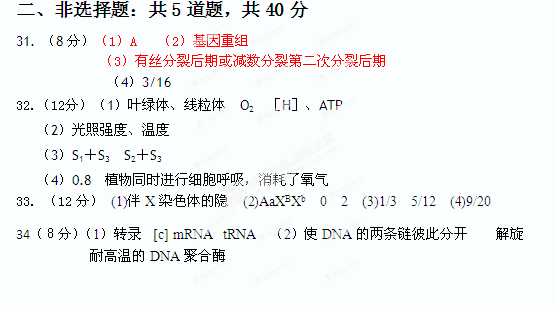 二、非选择题：共 5 道题，共 40 分
31. （8 分）（1）A （2）基因重组
（3）有丝分裂后期或减数分裂第二次分裂后期
（4）3/16
32.（12分）（1）叶绿体、线粒体 O₂ ［H］、ATP
（2）光照强度、温度
（3）S₁＋S₃ S₂＋S₃
（4）0.8 植物同时进行细胞呼吸，消耗了氧气
33. （12 分） (1)伴 X 染色体的隐 (2)AaXᴮXᵇ 0 2 (3)1/3 5/12 (4)9/20
34（８分）（1）转录 [c] mRNA tRNA （2）使 DNA 的两条链彼此分开 解旋
耐高温的 DNA 聚合酶